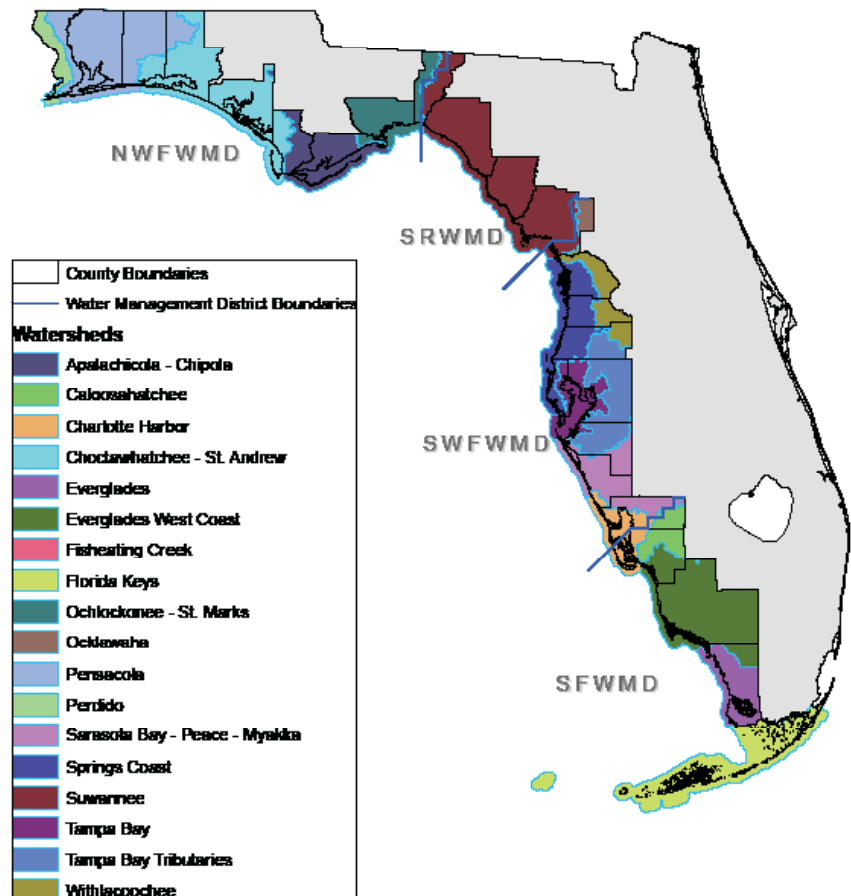 NWFWMD
SRWMD
County Boundaries
Water Management District Boundaries
Watersheds
Apalachicola - Chipola
Caloosahatchee
Charlotte Harbor
Choctawhatchee - St. Andrew
Everglades
Everglades West Coast
Fisheating Creek
Florida Keys
Ochlockonee - St. Marks
Ocklawaha
Pensacola
Perdido
Sarasota Bay - Peace - Myakka
Springs Coast
Suwannee
Tampa Bay
Tampa Bay Tributaries
Withlacoochee
SWFWMD
SFWMD